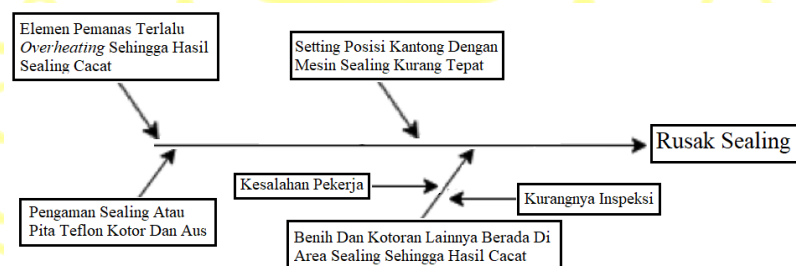 Elemen Pemanas Terlalu
Overheating Sehingga Hasil
Sealing Cacat
Setting Posisi Kantong Dengan
Mesin Sealing Kurang Tepat
Rusak Sealing
Kesalahan Pekerja
Kurangnya Inspeksi
Pengaman Sealing Atau
Pita Teflon Kotor Dan Aus
Benih Dan Kotoran Lainnya Berada Di
Area Sealing Sehingga Hasil Cacat